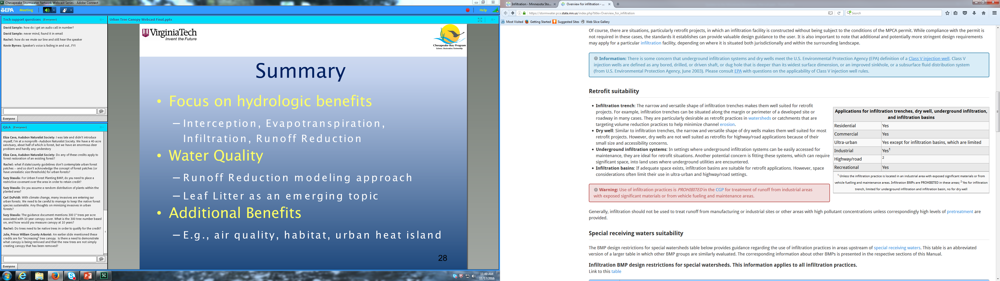 Chesapeake Stormwater Network Webcast Series - Adobe Connect
EPA Meeting Help
Tech support questions (Everyone)
David Sample: how do i get an audio call in number?
David Sample: never mind, found it in email
Rachel: how do we mute our line and still hear the speaker
Kevin Byrnes: Speaker's voice is fading in and out...FYI
Everyone
Q&A (Everyone)
Eliza Cava, Audubon Naturalist Society: I was late and didn't introduce
myself, I'm at a nonprofit--Audubon Naturalist Society. We have a 40-acre
sanctuary, about half of which is forest, but we have an enormous deer
problem and hardly any understory
Eliza Cava, Audubon Naturalist Society: Do any of these credits apply to
forest restoration of an existing forest?
Rachel: what if state/county guidelines don't contemplate urban forest
patches -- and so don't acknowledge the concept of forest patches (or
have unrealistic size thresholds) for urban forests?
Suzy Stasulis: For Urban Forest Planting BMP, do you need to place a
restrictive covenant over the area in order to retain credit?
Suzy Stasulis: Do you assume a random distribution of plants within the
planted area?
Carl DuPoldt: With climate change, many invaxives are entering our
urban forests. We need to be careful to manage to keep the native forest
species sustainable. Any thoughts on miniizing invasives in urban
forests?
Suzy Stasulis: The guidance document mentions 300 1" trees per acre
associated with 10 year canopy cover. What is the 300 tree number based
on, and how would you measure canopy at 10 years?
Rachel: Do trees need to be native trees in order to qualify for the credit?
Julie, Prince William County Arborist: An earlier slide mentioned these
credits are for "increasing" tree canopy. Is there a need to demonstrate
what canopy is being removed and that the new trees are not simply
creating canopy that has been removed?
Everyone
Urban Tree Canopy Webcast Final.pptx
VirginiaTech
Invent the Future
Chesapeake Bay Program
Science. Restoration. Partnership.
Summary
• Focus on hydrologic benefits
– Interception, Evapotranspiration,
Infiltration, Runoff Reduction
• Water Quality
– Runoff Reduction modeling approach
– Leaf Litter as an emerging topic
• Additional Benefits
– E.g., air quality, habitat, urban heat island
28
11:49 AM
11/17/2016
Infiltration - Minnesota Sto...
Overview for infiltration - ...
https://stormwater.pca.state.mn.us/index.php?title=Overview_for_infiltration
Search
Most Visited Getting Started Suggested Sites Web Slice Gallery
Of course, there are situations, particularly retrofit projects, in which an infiltration facility is constructed without being subject to the conditions of the MPCA permit. While compliance with the permit is
not required in these cases, the standards it establishes can provide valuable design guidance to the user. It is also important to note that additional and potentially more stringent design requirements
may apply for a particular infiltration facility, depending on where it is situated both jurisdictionally and within the surrounding landscape.
Information: There is some concern that underground infiltration systems and dry wells meet the U.S. Environmental Protection Agency (EPA) definition of a Class V injection well. Class V
injection wells are defined as any bored, drilled, or driven shaft, or dug hole that is deeper than its widest surface dimension, or an improved sinkhole, or a subsurface fluid distribution system
(from U.S. Environmental Protection Agency, June 2003). Please consult EPA with questions on the applicability of Class V injection well rules.
Retrofit suitability
• Infiltration trench: The narrow and versatile shape of infiltration trenches makes them well suited for retrofit
projects. For example, infiltration trenches can be situated along the margin or perimeter of a developed site or
roadway in many cases. They are particularly desirable as retrofit practices in watersheds or catchments that are
targeting volume reduction practices to help minimize channel erosion.
• Dry well: Similar to infiltration trenches, the narrow and versatile shape of dry wells makes them well suited for most
retrofit projects. However, dry wells are not well suited as retrofits for highway/road applications because of their
small size and accessibility concerns.
• Underground infiltration systems: In settings where underground infiltration systems can be easily accessed for
maintenance, they are ideal for retrofit situations. Another potential concern is fitting these systems, which can require
significant space, into land uses where underground utilities are encountered.
• Infiltration basins: If adequate space exists, infiltration basins are suitable for retrofit applications. However, space
considerations often limit their use in ultra-urban and highway/road settings.
Applications for infiltration trenches, dry well, underground infiltration,
and infiltration basins
Residential Yes
Commercial Yes
Ultra-urban Yes except for infiltration basins, which are limited
Industrial Yes1
Highway/road 2
Recreational Yes
1 Unless the infiltration practice is located in an industrial area with exposed significant materials or from
vehicle fuelling and maintenance areas. Infiltration BMPs are PROHIBITED in these areas; 2 Yes for infiltration
trench, limited for underground infiltration and infiltration basin, no for dry well
Warning: Use of infiltration practices is PROHIBITED in the CGP for treatment of runoff from industrial areas
with exposed significant materials or from vehicle fueling and maintenance areas.
Generally, infiltration should not be used to treat runoff from manufacturing or industrial sites or other areas with high pollutant concentrations unless correspondingly high levels of pretreatment are
provided.
Special receiving waters suitability
The BMP design restrictions for special watersheds table below provides guidance regarding the use of infiltration practices in areas upstream of special receiving waters. This table is an abbreviated
version of a larger table in which other BMP groups are similarly evaluated. The corresponding information about other BMPs is presented in the respective sections of this Manual.
Infiltration BMP design restrictions for special watersheds. This information applies to all infiltration practices.
Link to this table